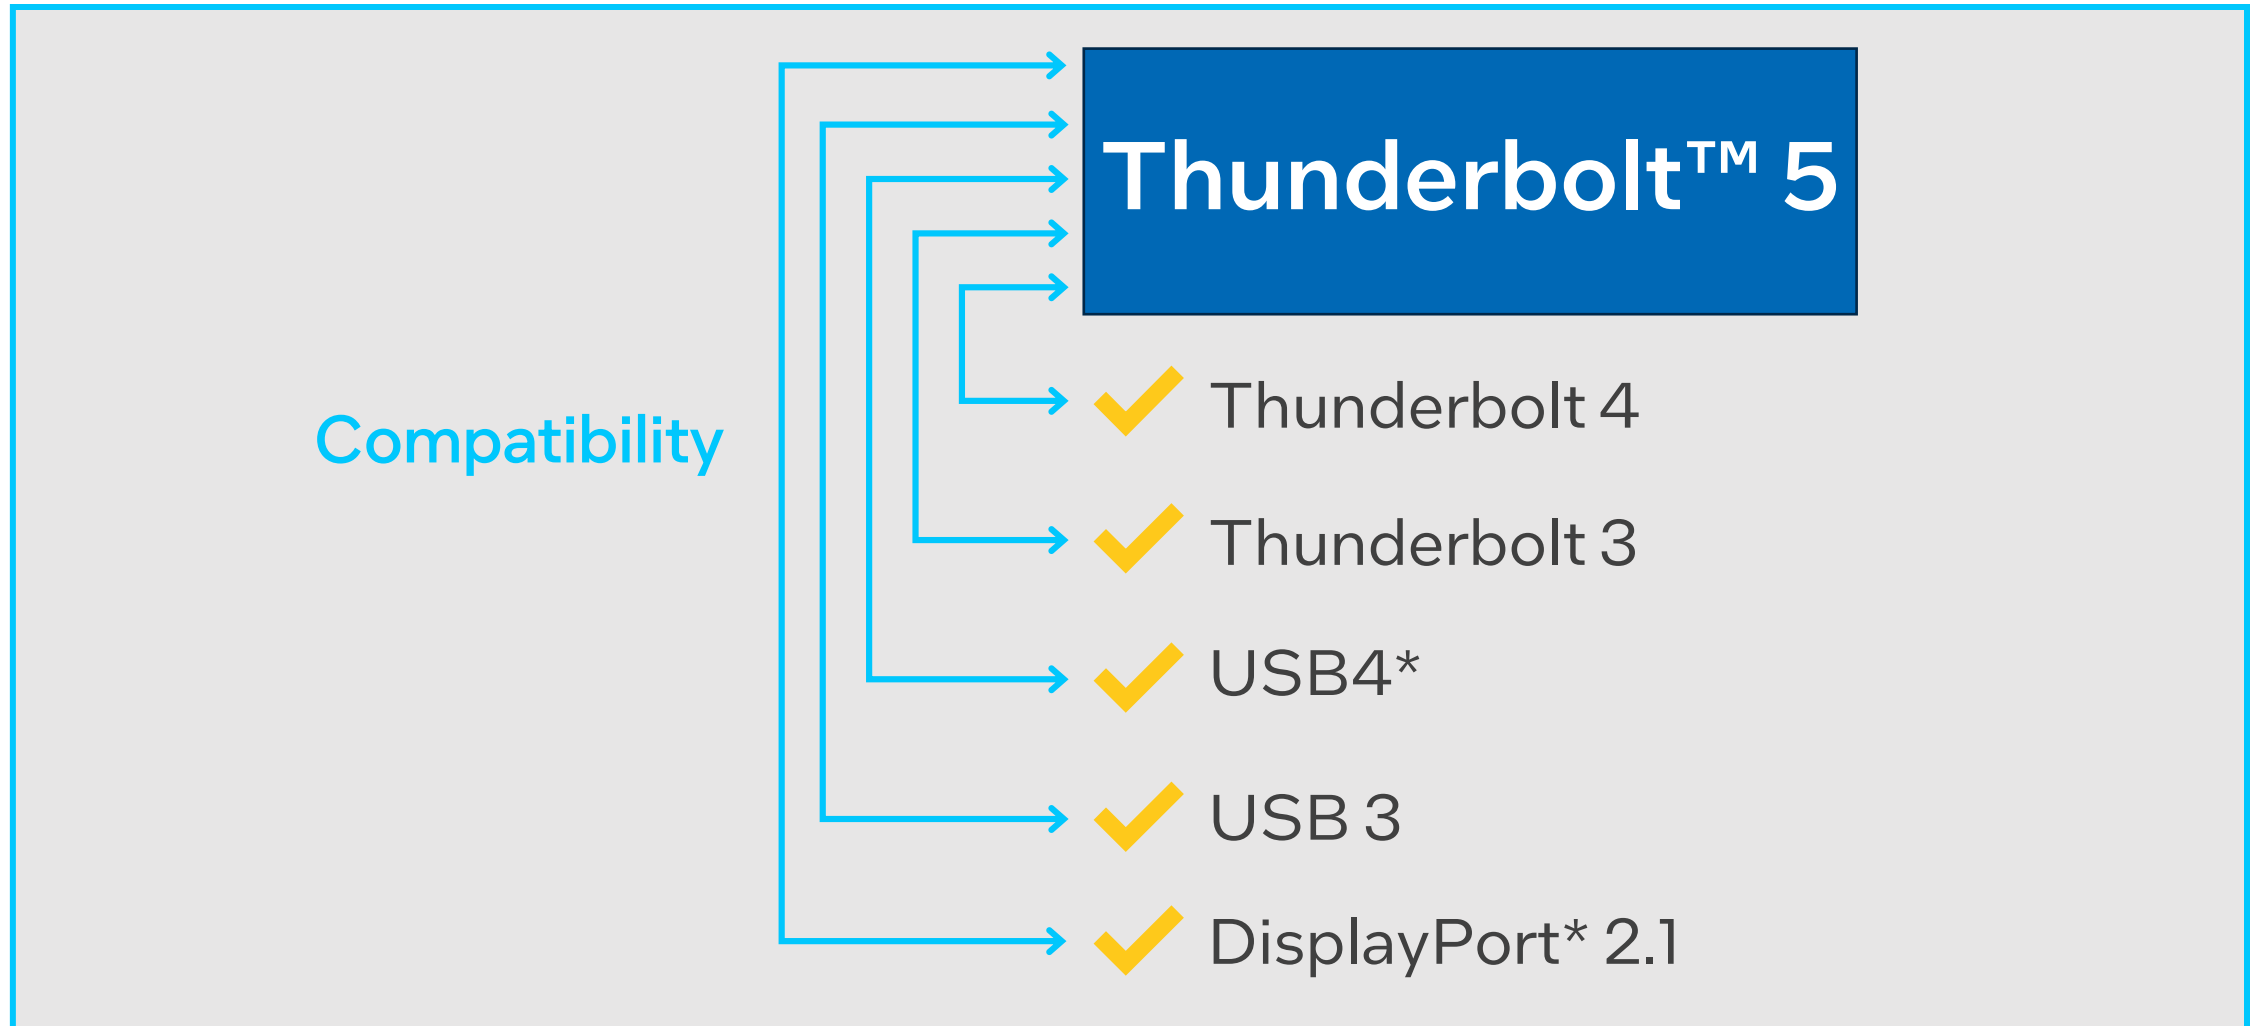 Thunderbolt™ 5
Compatibility
Thunderbolt 4
Thunderbolt 3
USB4*
USB 3
DisplayPort* 2.1